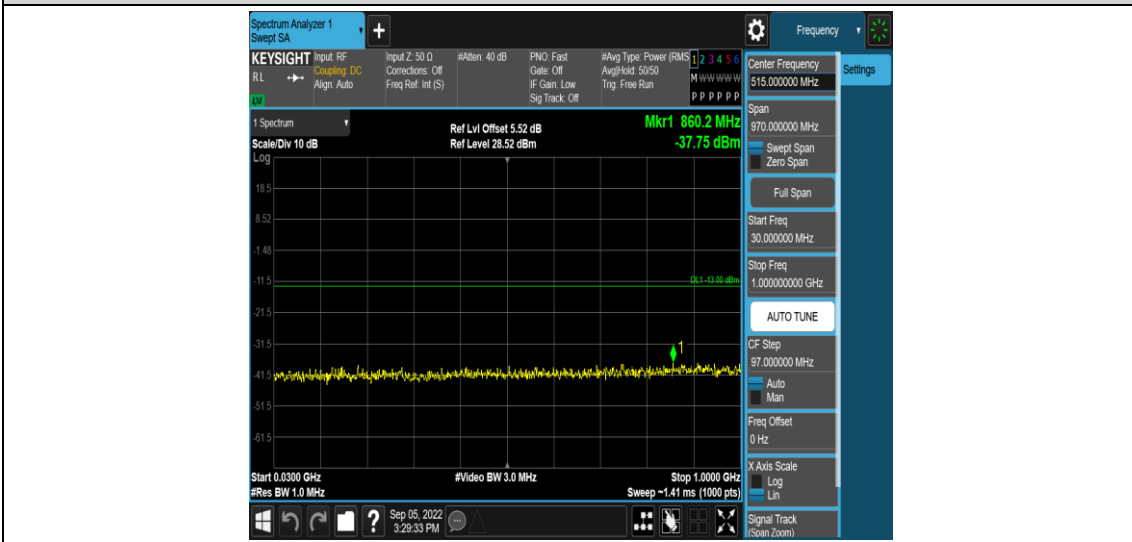 Spectrum Analyzer 1
Swept SA
+
Frequency
KEYSIGHT
RL
LXI
Input: RF
Coupling: DC
Align: Auto
Input Z: 50 Ω
Corrections: Off
Freq Ref: Int (S)
#Atten: 40 dB
PNO: Fast
Gate: Off
IF Gain: Low
Sig Track: Off
#Avg Type: Power (RMS
Avg|Hold: 50/50
Trig: Free Run
1 2 3 4 5 6
M W W W W W
P P P P P P
1 Spectrum
Scale/Div 10 dB
Log
Ref Lvl Offset 5.52 dB
Ref Level 28.52 dBm
Mkr1 860.2 MHz
-37.75 dBm
18.5
8.52
-1.48
-11.5
DL1 -13.00 dBm
-21.5
-31.5
1
-41.5
-51.5
-61.5
Start 0.0300 GHz
#Res BW 1.0 MHz
#Video BW 3.0 MHz
Stop 1.0000 GHz
Sweep ~1.41 ms (1000 pts)
?
Sep 05, 2022
3:29:33 PM
Center Frequency
515.000000 MHz
Settings
Span
970.000000 MHz
Swept Span
Zero Span
Full Span
Start Freq
30.000000 MHz
Stop Freq
1.000000000 GHz
AUTO TUNE
CF Step
97.000000 MHz
Auto
Man
Freq Offset
0 Hz
X Axis Scale
Log
Lin
Signal Track
(Span Zoom)